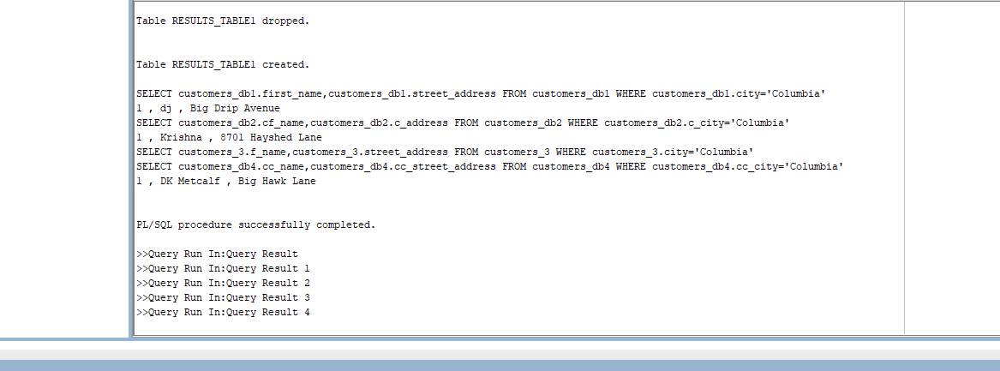 Table RESULTS_TABLE1 dropped.
Table RESULTS_TABLE1 created.
SELECT customers_db1.first_name,customers_db1.street_address FROM customers_db1 WHERE customers_db1.city='Columbia'
1 , dj , Big Drip Avenue
SELECT customers_db2.cf_name,customers_db2.c_address FROM customers_db2 WHERE customers_db2.c_city='Columbia'
1 , Krishna , 8701 Hayshed Lane
SELECT customers_3.f_name,customers_3.street_address FROM customers_3 WHERE customers_3.city='Columbia'
SELECT customers_db4.cc_name,customers_db4.cc_street_address FROM customers_db4 WHERE customers_db4.cc_city='Columbia'
1 , DK Metcalf , Big Hawk Lane
PL/SQL procedure successfully completed.
>>Query Run In:Query Result
>>Query Run In:Query Result 1
>>Query Run In:Query Result 2
>>Query Run In:Query Result 3
>>Query Run In:Query Result 4